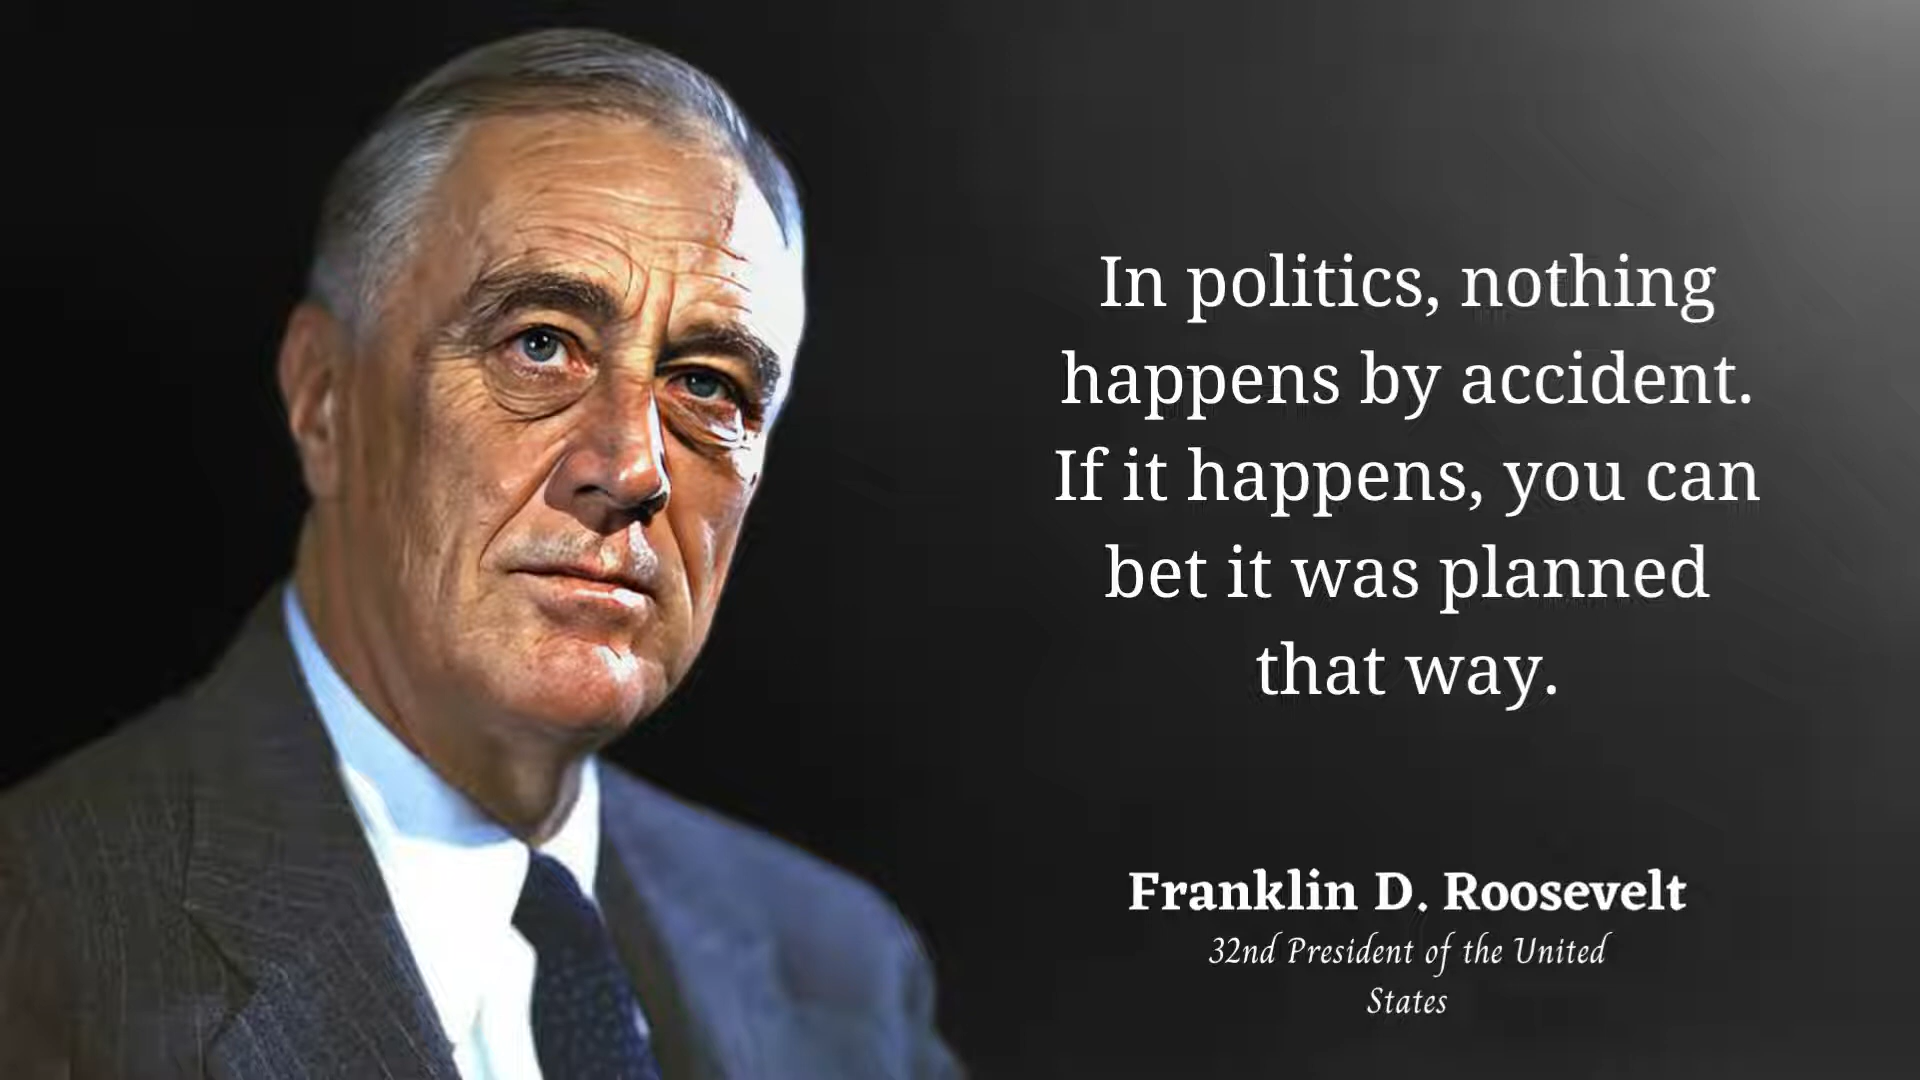 In politics, nothing
happens by accident.
If it happens, you can
bet it was planned
that way.
Franklin D. Roosevelt
32nd President of the United
States